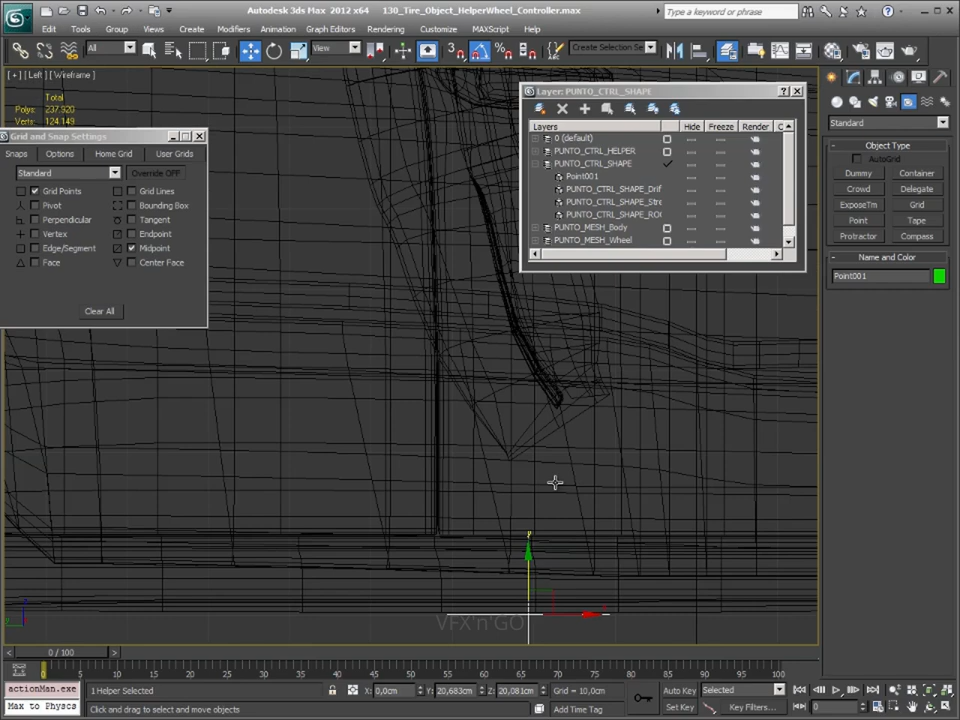 Autodesk 3ds Max 2012 x64 130_Tire_Object_HelperWheel_Controller.max
Type a keyword or phrase
Edit Tools Group Views Create Modifiers Animation Graph Editors Rendering Customize MAXScript Help
All
View
Create Selection Se
[ + ] [ Left ] [ Wireframe ]
Total
Polys: 237.920
Verts: 124.149
Grid and Snap Settings
Snaps Options Home Grid User Grids
Standard
Override OFF
Grid Points
Grid Lines
Pivot
Bounding Box
Perpendicular
Tangent
Vertex
Endpoint
Edge/Segment
Midpoint
Face
Center Face
Clear All
Layer: PUNTO_CTRL_SHAPE
Layers Hide Freeze Render C
0 (default)
PUNTO_CTRL_HELPER
PUNTO_CTRL_SHAPE
Point001
PUNTO_CTRL_SHAPE_Drif
PUNTO_CTRL_SHAPE_Stre
PUNTO_CTRL_SHAPE_ROI
PUNTO_MESH_Body
PUNTO_MESH_Wheel
Standard
Object Type
AutoGrid
Dummy Container
Crowd Delegate
ExposeTm Grid
Point Tape
Protractor Compass
Name and Color
Point001
y
x
VFX'n'GO
z
y
0 / 100
0 5 10 15 20 25 30 35 40 45 50 55 60 65 70 75 80 85 90 95 100
actionMan.exe
Max to Physcs
1 Helper Selected
X: 0,0cm Y: 20,683cm Z: 20,081cm Grid = 10,0cm
Auto Key Selected
Click and drag to select and move objects
Add Time Tag
Set Key Key Filters... 0